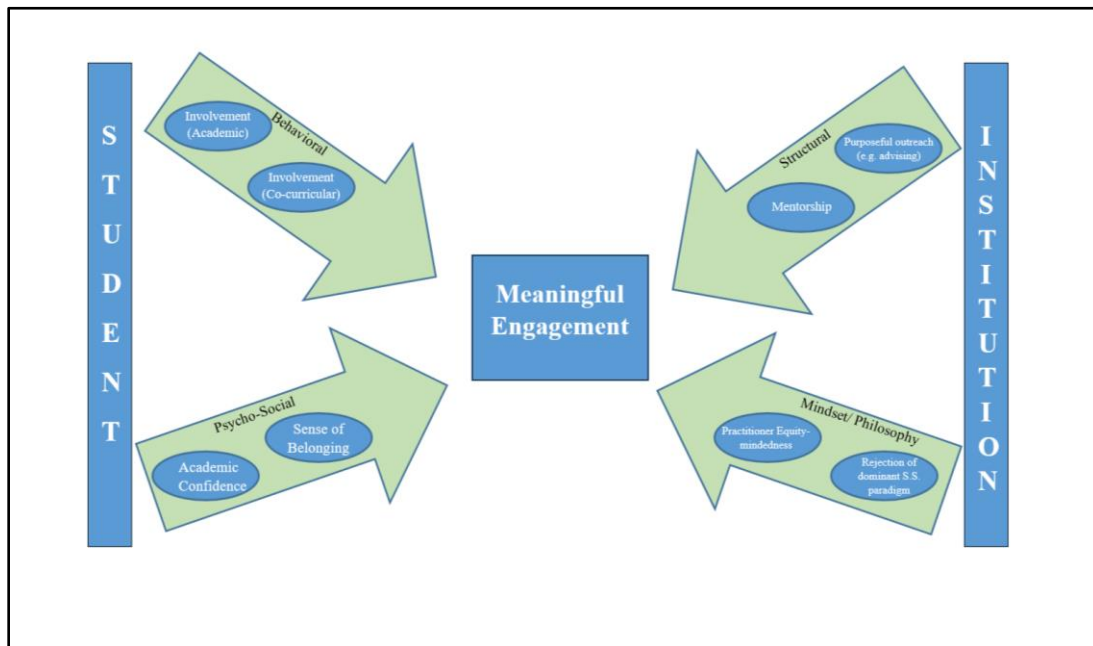 STUDENT
Behavioral
Involvement
(Academic)
Involvement
(Co-curricular)
Psycho-Social
Sense of
Belonging
Academic
Confidence
Meaningful
Engagement
Structural
Purposeful outreach
(e.g. advising)
Mentorship
Mindset/ Philosophy
Practitioner Equity-
mindedness
Rejection of
dominant S.S.
paradigm
INSTITUTION